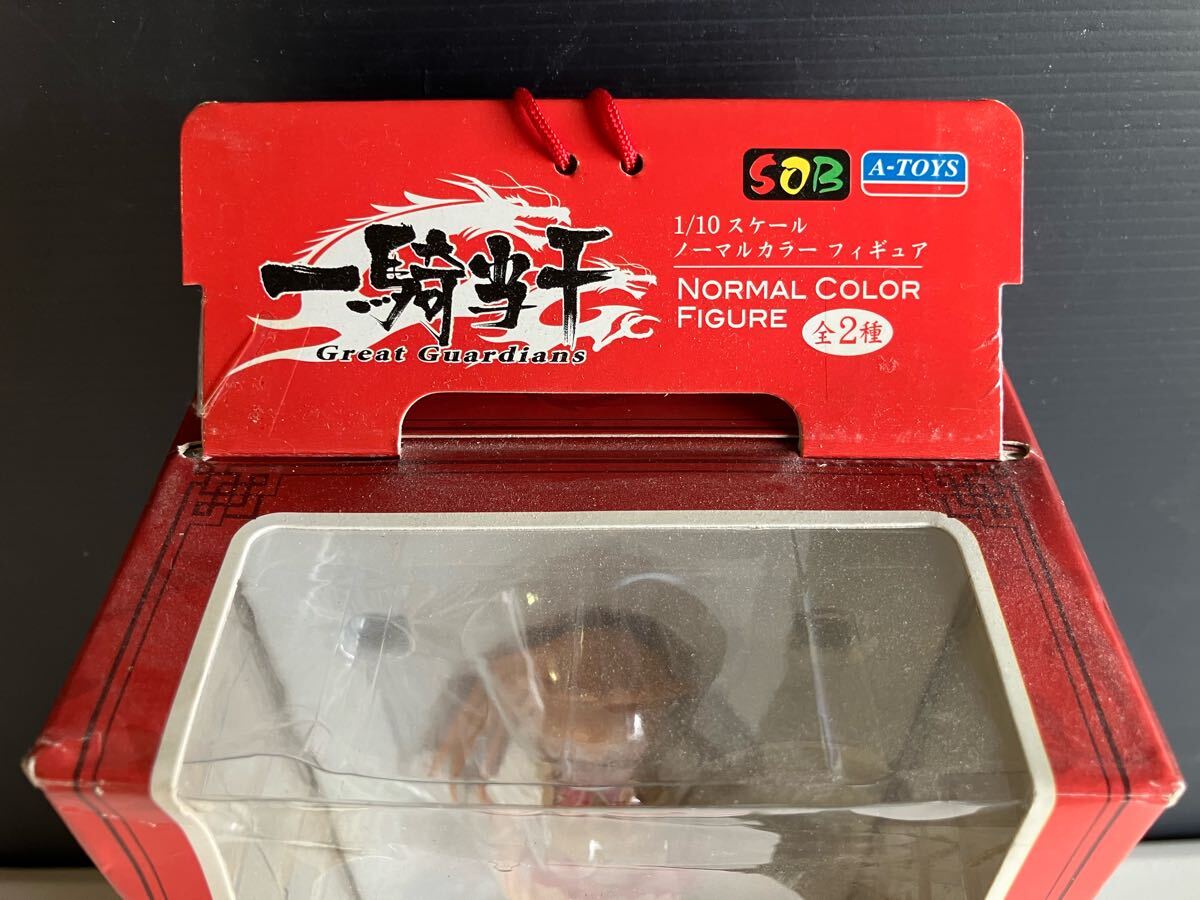 SOB
A-TOYS
一騎当千
Great Guardians
1/10 スケール
ノーマルカラー フィギュア
NORMAL COLOR
FIGURE
全2種